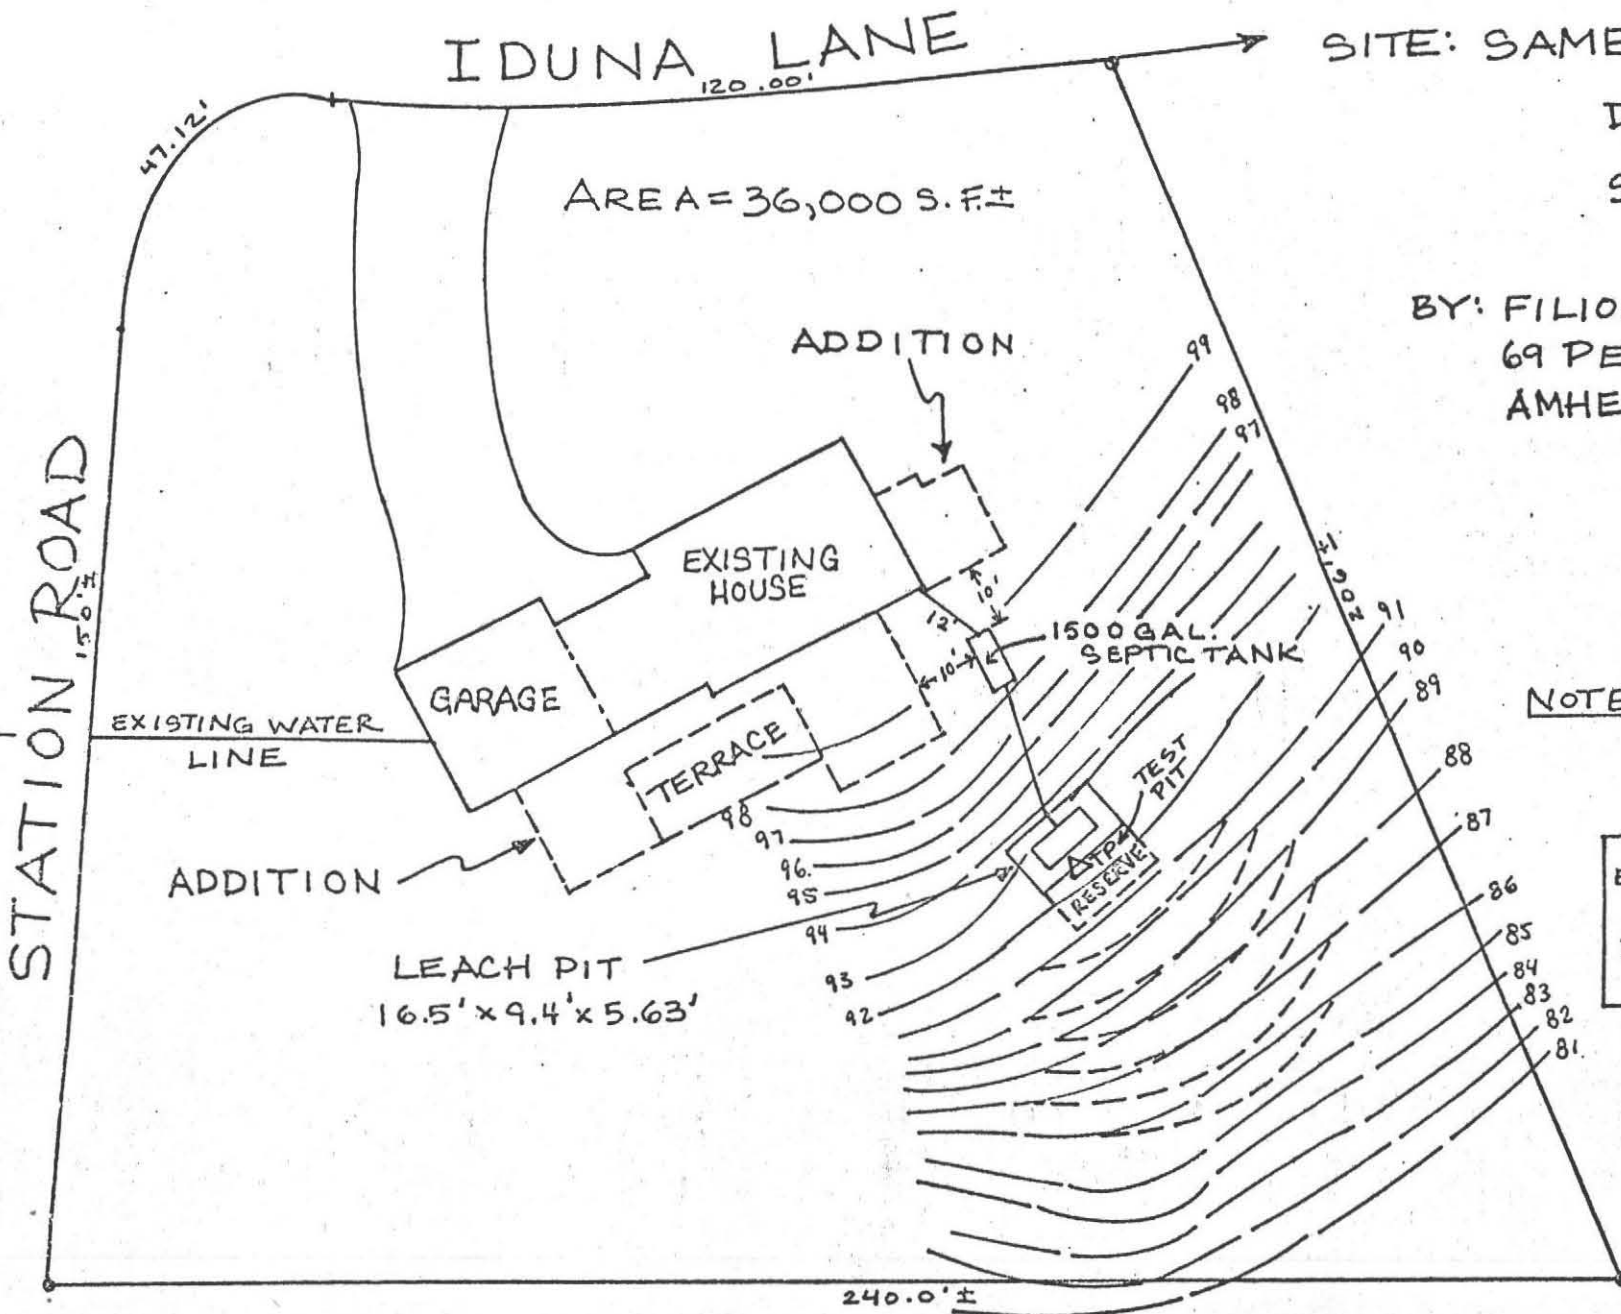 IDUNA LANE
120.00'
SITE: SAME
47.12'
AREA = 36,000 S.F.±
BY: FILIO
69 PE
AMHE
ADDITION
99
98
97
STATION ROAD
150'±
EXISTING
HOUSE
206'±
10'
12'
10'
1500 GAL.
SEPTIC TANK
91
90
89
GARAGE
NOTE
EXISTING WATER
LINE
TERRACE
TEST
PIT
88
98
87
97
96.
TP
RESERVE
95
ADDITION
86
94
85
LEACH PIT
16.5' x 9.4' x 5.63'
93
84
83
92
82
81.
240.0'±